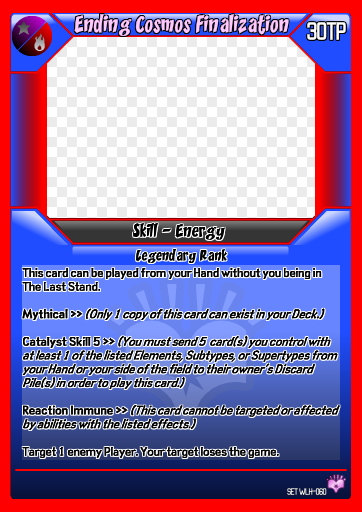 Ending Cosmos Finalization
30TP
Skill - Energy
Legendary Rank
This card can be played from your Hand without you being in
The Last Stand.
Mythical >> (Only 1 copy of this card can exist in your Deck.)
Catalyst Skill 5 >> (You must send 5 card(s) you control with
at least 1 of the listed Elements, Subtypes, or Supertypes from
your Hand or your side of the field to their owner's Discard
Pile(s) in order to play this card.)
Reaction Immune >> (This card cannot be targeted or affected
by abilities with the listed effects.)
Target 1 enemy Player. Your target loses the game.
SET WLH-060